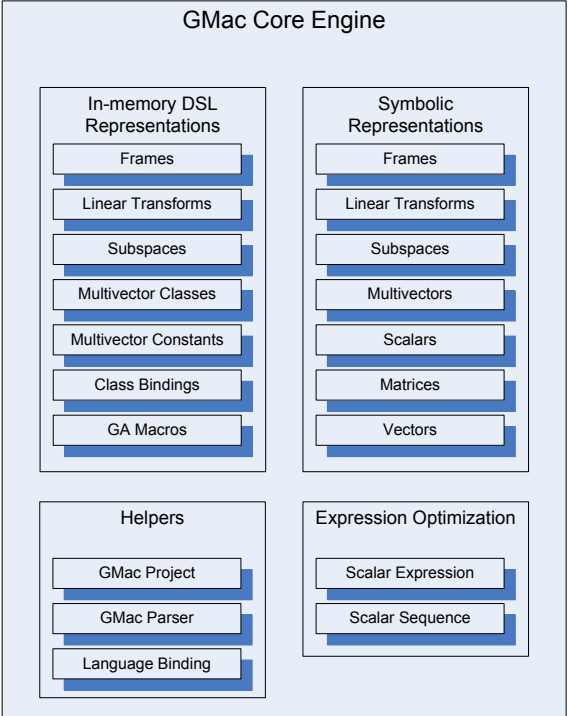 GMac Core Engine
In-memory DSL
Representations
Frames
Linear Transforms
Subspaces
Multivector Classes
Multivector Constants
Class Bindings
GA Macros
Symbolic
Representations
Frames
Linear Transforms
Subspaces
Multivectors
Scalars
Matrices
Vectors
Helpers
GMac Project
GMac Parser
Language Binding
Expression Optimization
Scalar Expression
Scalar Sequence